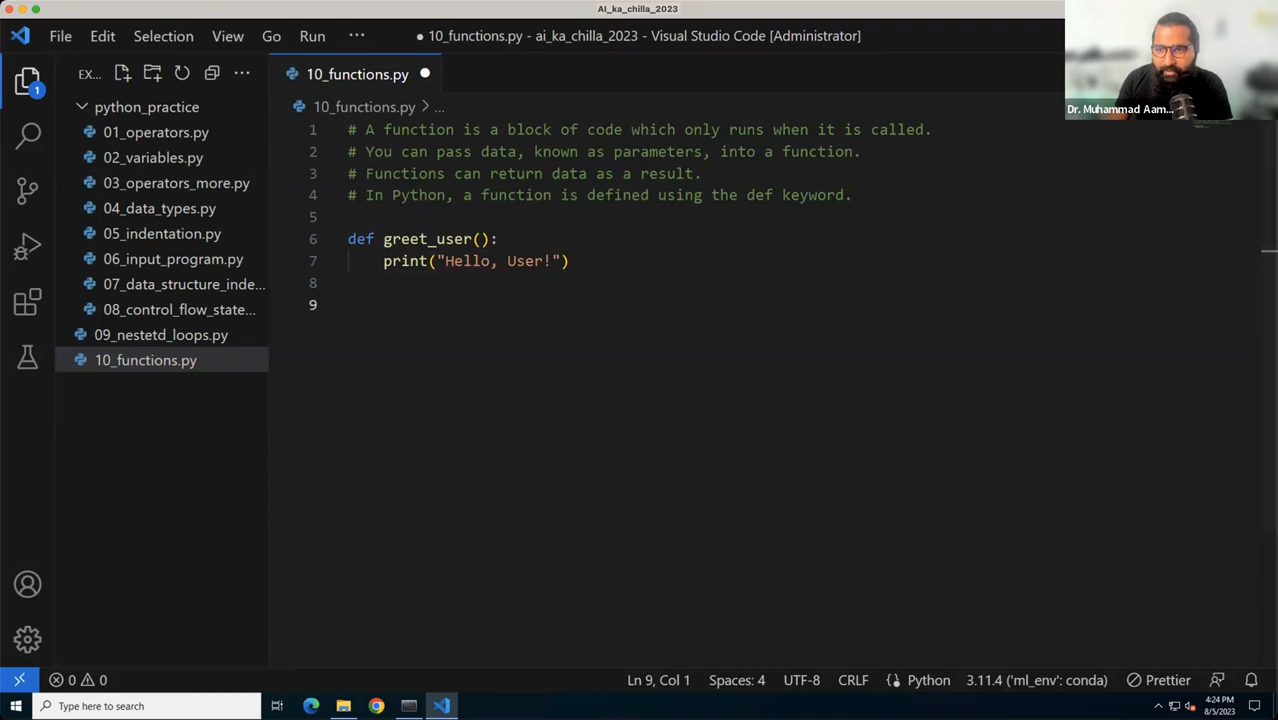 AI_ka_chilla_2023
File Edit Selection View Go Run ··· ● 10_functions.py - ai_ka_chilla_2023 - Visual Studio Code [Administrator]
EX... ···
10_functions.py ●
python_practice
01_operators.py
02_variables.py
03_operators_more.py
04_data_types.py
05_indentation.py
06_input_program.py
07_data_structure_inde...
08_control_flow_state...
09_nestetd_loops.py
10_functions.py
1
10_functions.py > ...
1 # A function is a block of code which only runs when it is called.
2 # You can pass data, known as parameters, into a function.
3 # Functions can return data as a result.
4 # In Python, a function is defined using the def keyword.
5
6 def greet_user():
7     print("Hello, User!")
8
9
Dr. Muhammad Aam...
0 0 Ln 9, Col 1 Spaces: 4 UTF-8 CRLF Python 3.11.4 ('ml_env': conda) Prettier
Type here to search
4:24 PM
8/5/2023